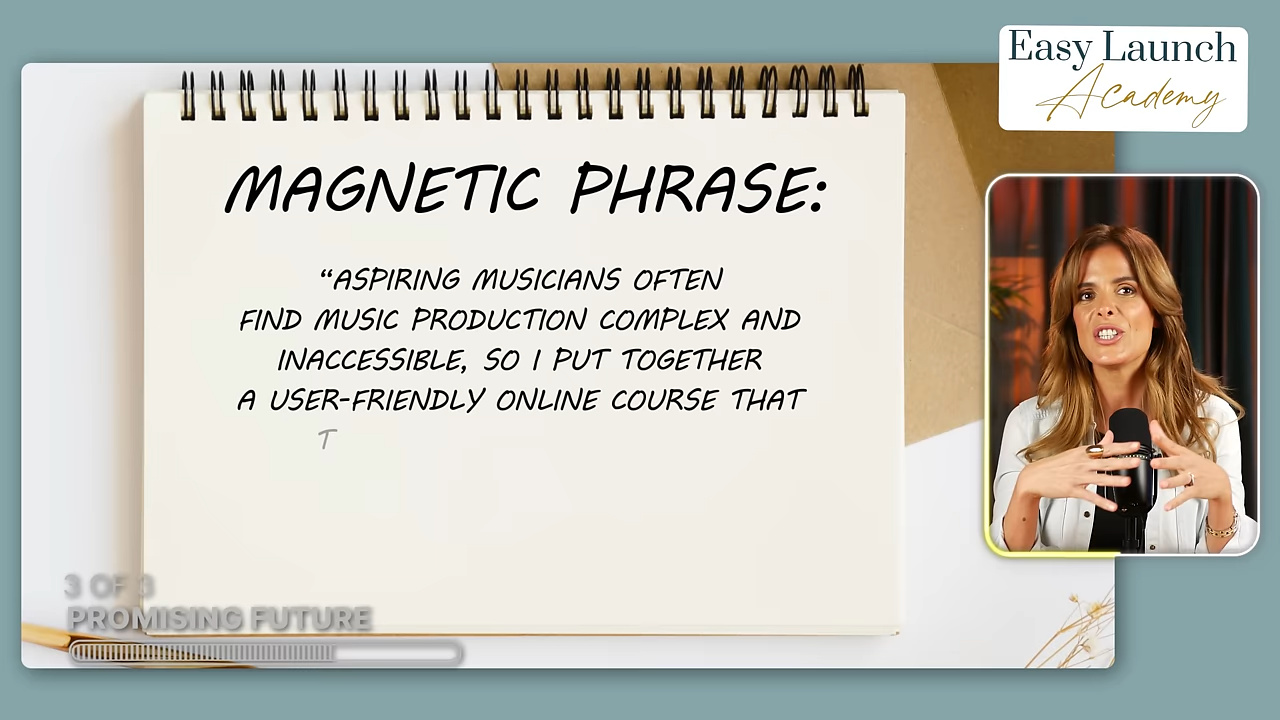 Easy Launch
Academy
MAGNETIC PHRASE:
“ASPIRING MUSICIANS OFTEN
FIND MUSIC PRODUCTION COMPLEX AND
INACCESSIBLE, SO I PUT TOGETHER
A USER-FRIENDLY ONLINE COURSE THAT
T
3 OF 3
PROMISING FUTURE